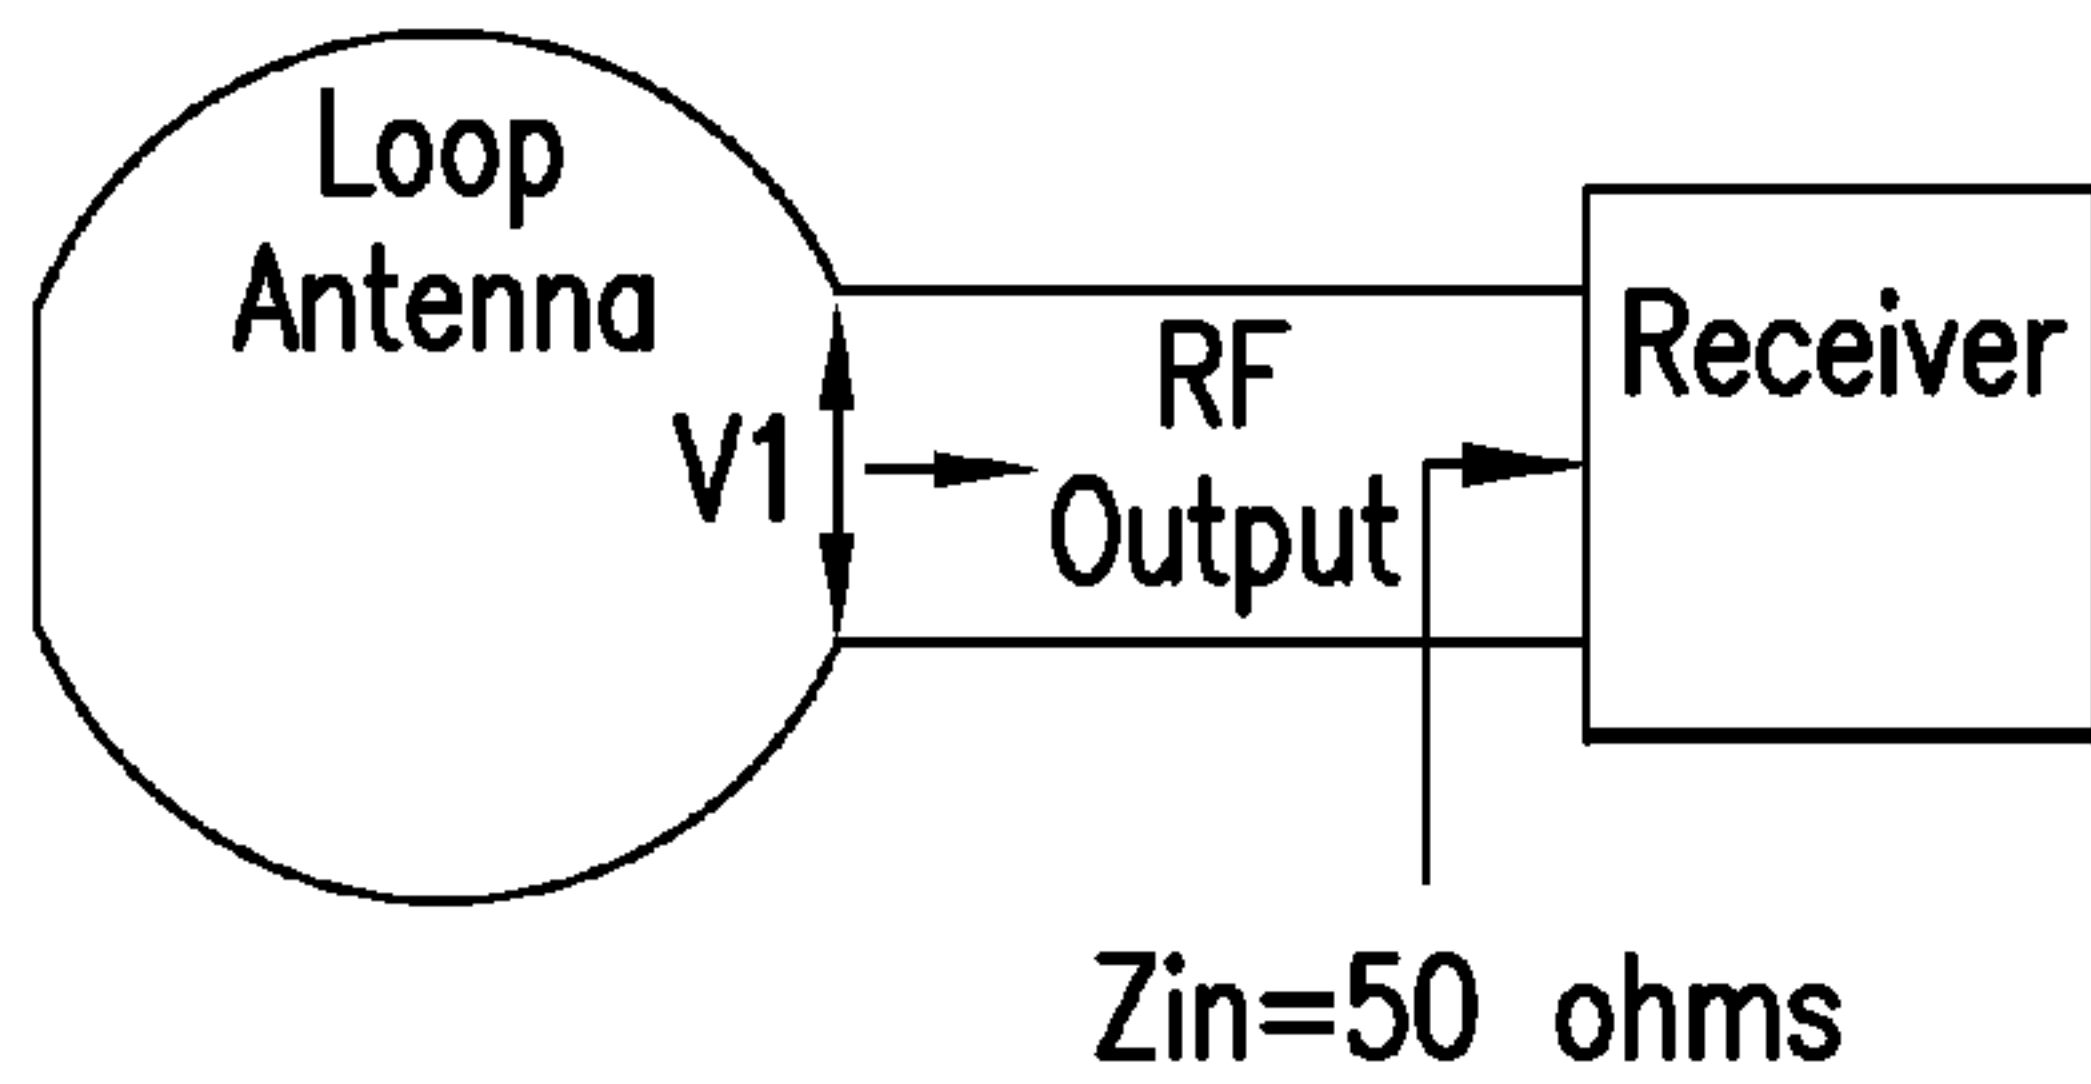 Loop
Antenna
V1
RF
Output
Receiver
Zin=50 ohms